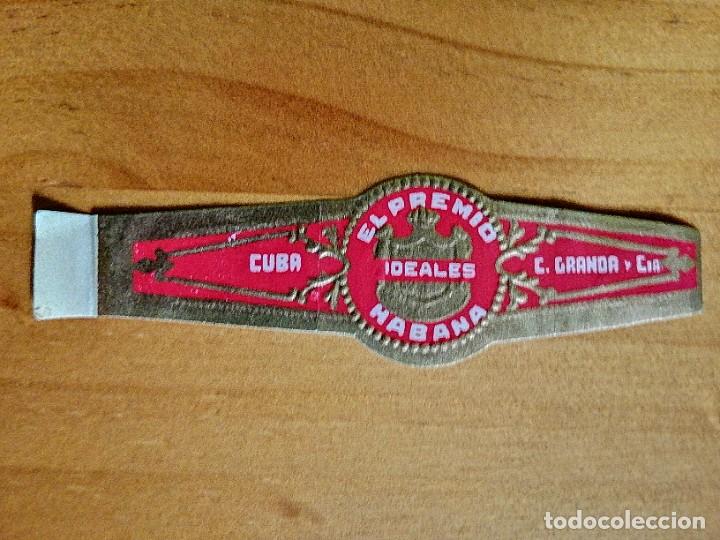 CUBA
EL PREMIO
IDEALES
HABANA
C. GRANDA Y CIA
todocoleccion